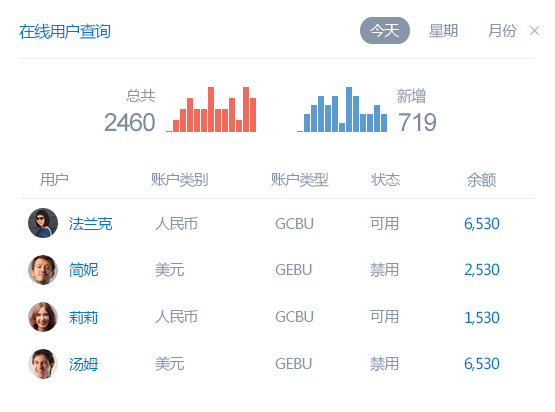 在线用户查询 今天 星期 月份 ×
总共 新增
2460 719
用户 账户类别 账户类型 状态 余额
法兰克 人民币 GCBU 可用 6,530
简妮 美元 GEBU 禁用 2,530
莉莉 人民币 GCBU 可用 1,530
汤姆 美元 GEBU 禁用 6,530